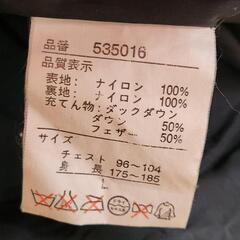 品番 535016
品質表示
表地: ナイロン 100%
裏地: ナイロン 100%
充てん物: ダックダウン
ダウン 50%
フェザー 50%
サイズ
チェスト 96～104
身長 175～185
L